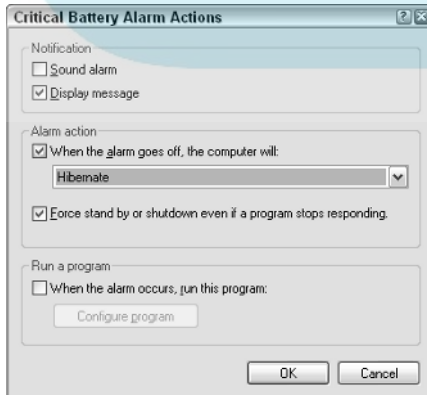 Critical Battery Alarm Actions
Notification
Sound alarm
Display message
Alarm action
When the alarm goes off, the computer will:
Hibernate
Force stand by or shutdown even if a program stops responding.
Run a program
When the alarm occurs, run this program:
Configure program
OK Cancel